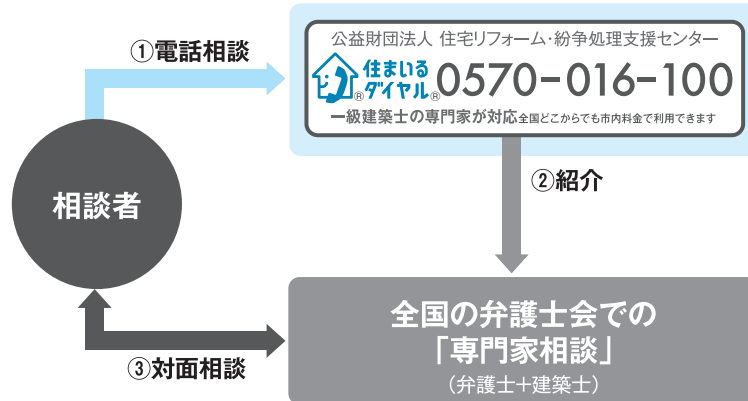 ①電話相談
公益財団法人 住宅リフォーム・紛争処理支援センター
住まいる
ダイヤル
®
®
0570-016-100
一級建築士の専門家が対応全国どこからでも市内料金で利用できます
相談者
②紹介
全国の弁護士会での
「専門家相談」
(弁護士+建築士)
③対面相談